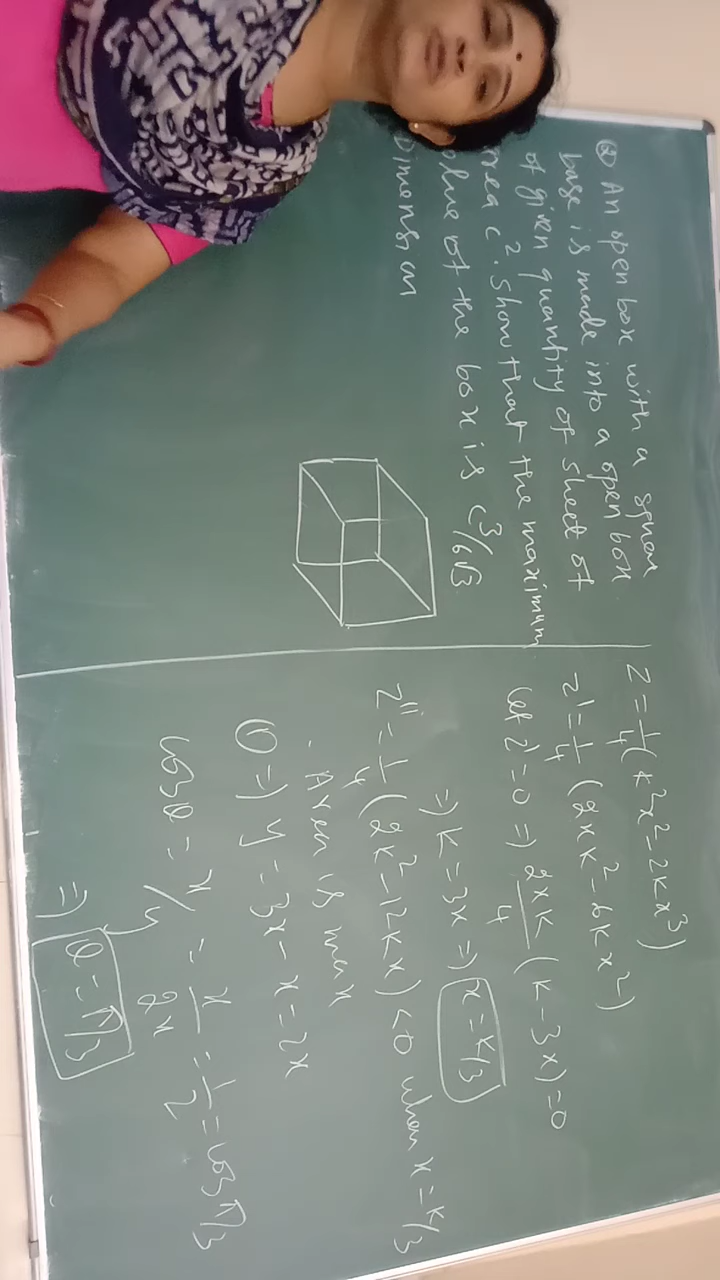 Q) An open box with a square
base is made into a open box
of given quantity of sheet of
rea c². Show that the maximum
olue of the box is c³/6√3
Dimension
Z = 1/4 (k²x² - 2kx³)
z' = 1/4 (2xk² - 6kx²)
let z' = 0 => 2xk/4 (k - 3x) = 0
=> k = 3x => x = k/3
z'' = 1/4 (2k² - 12kx) < 0 when x = k/3
. Area is max
① => y = 3x - x = 2x
cosθ = x/y = x/2x = 1/2 = cos π/3
=> θ = π/3